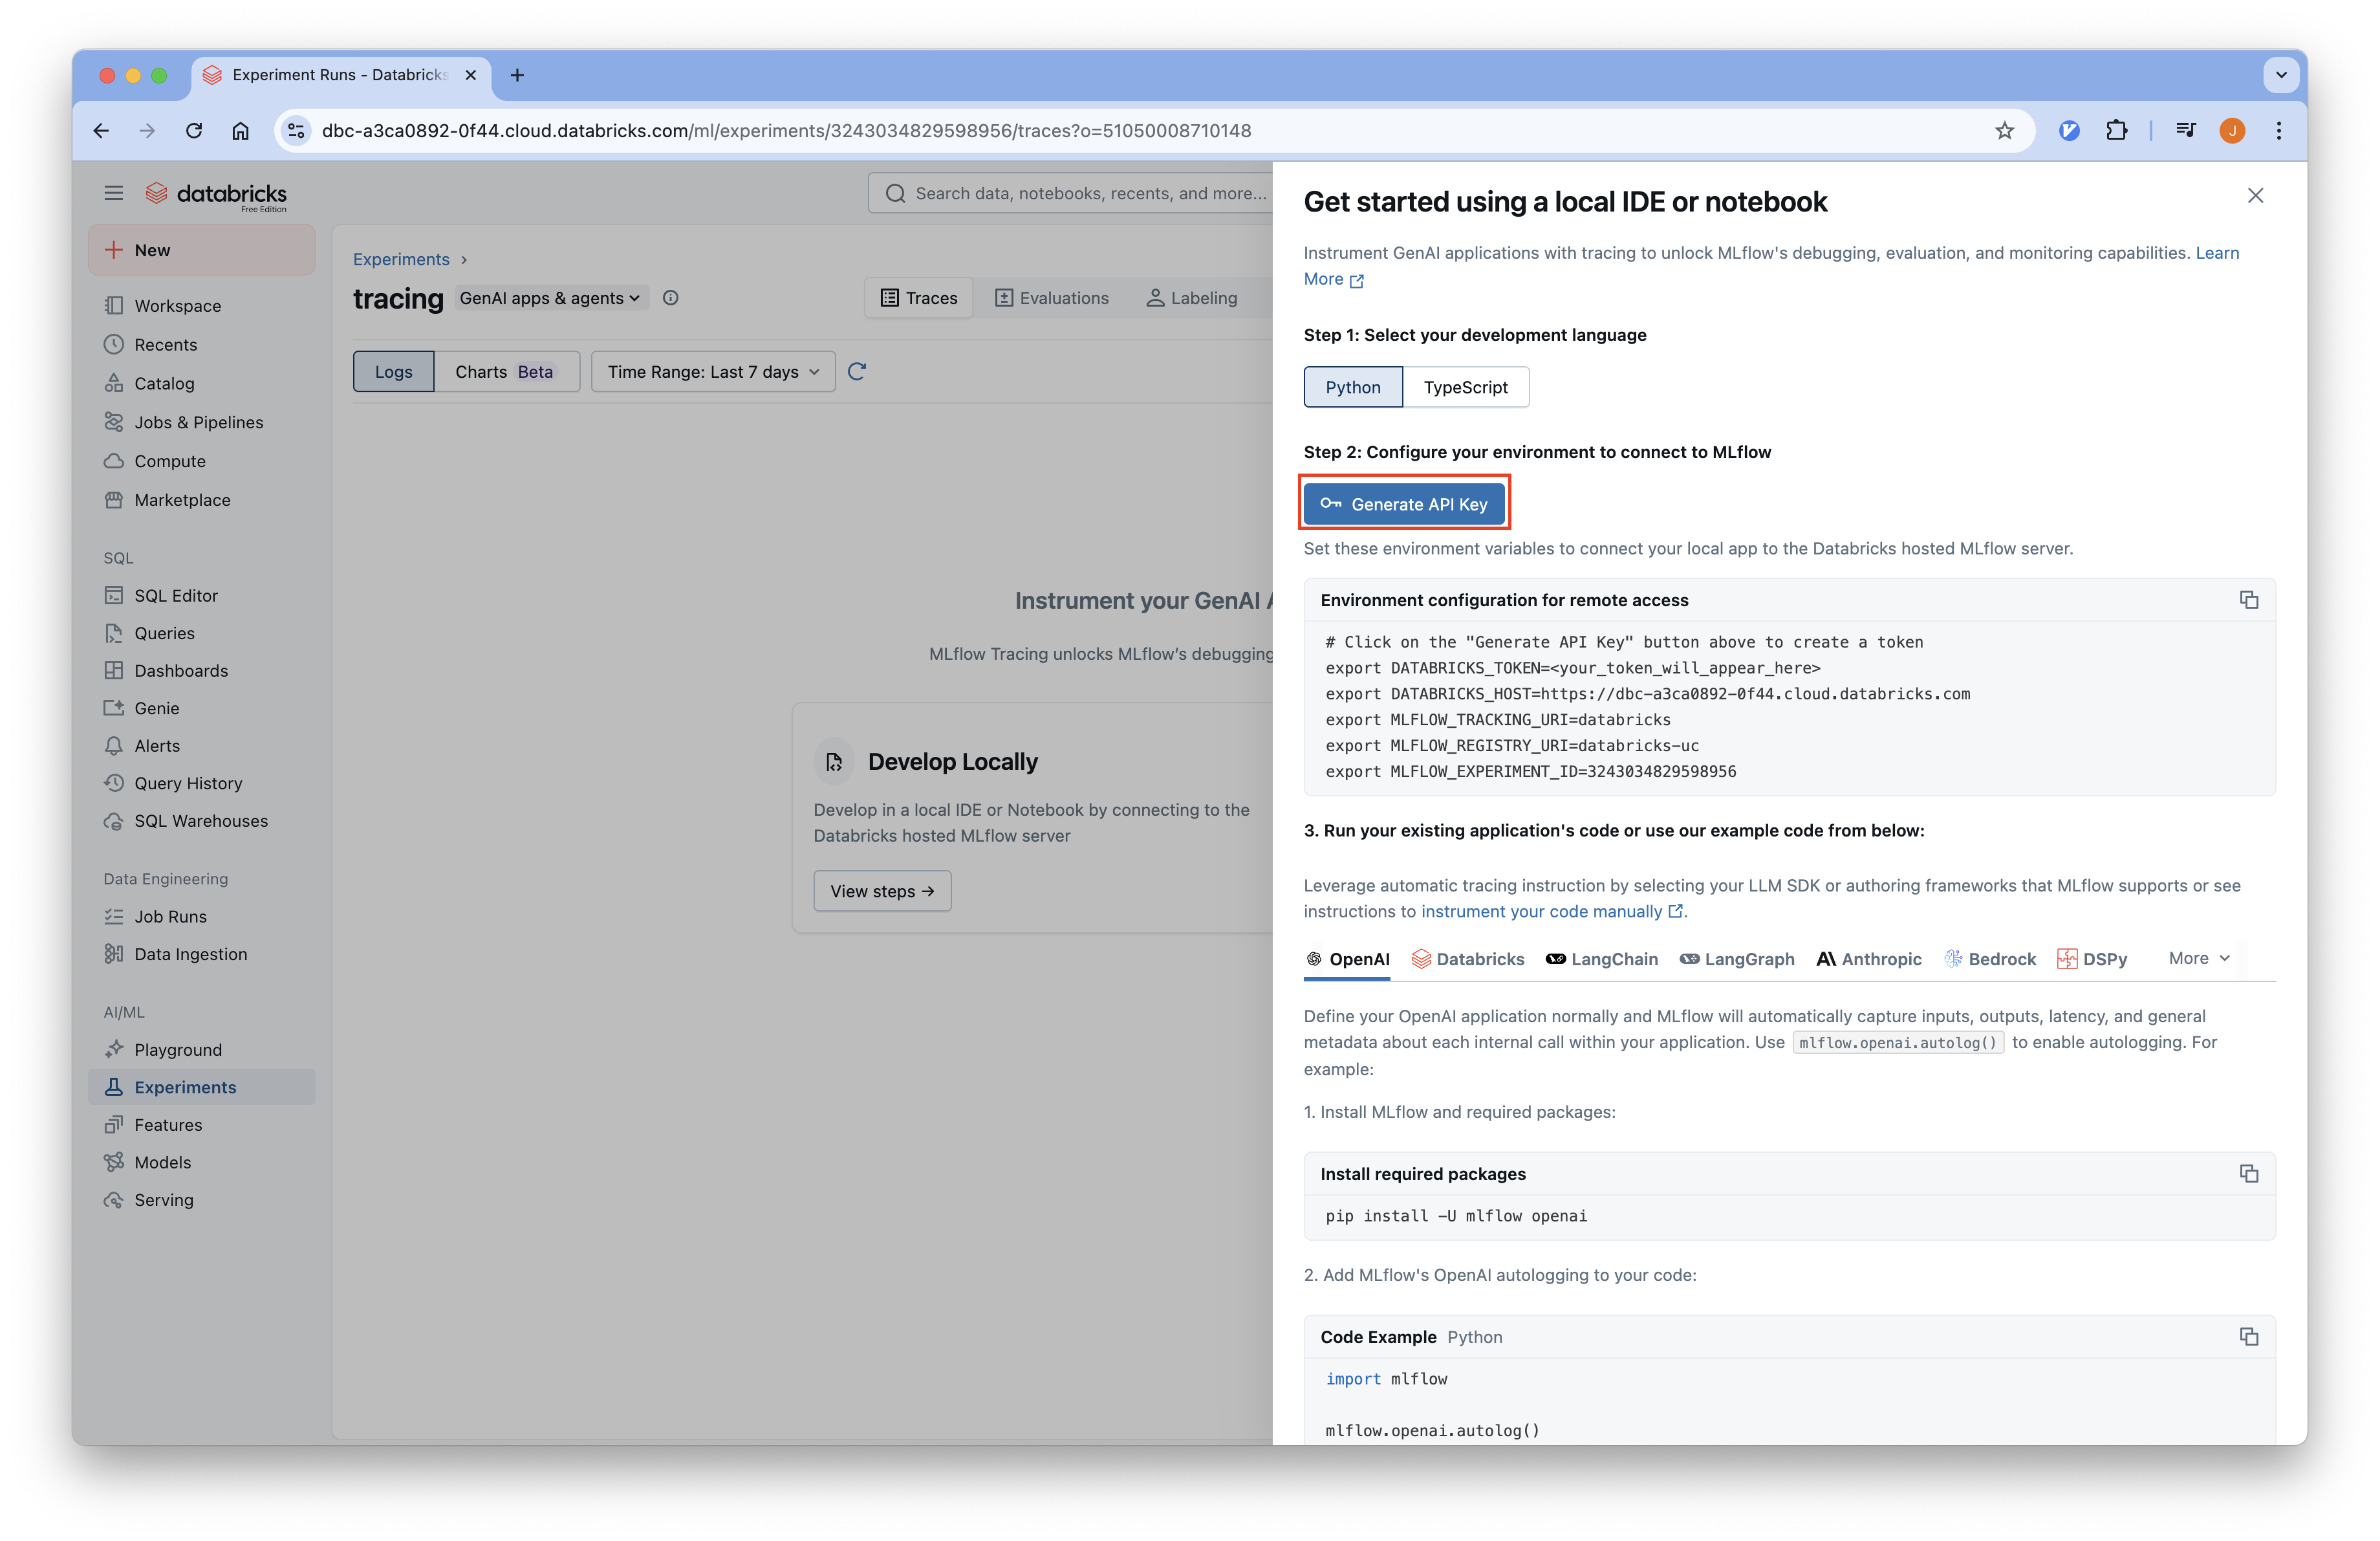 Experiment Runs - Databricks
dbc-a3ca0892-0f44.cloud.databricks.com/ml/experiments/3243034829598956/traces?o=51050008710148
J
databricks
Free Edition
Search data, notebooks, recents, and more...
New
Workspace
Recents
Catalog
Jobs & Pipelines
Compute
Marketplace
SQL
SQL Editor
Queries
Dashboards
Genie
Alerts
Query History
SQL Warehouses
Data Engineering
Job Runs
Data Ingestion
AI/ML
Playground
Experiments
Features
Models
Serving
Experiments
tracing
GenAI apps & agents
Traces
Evaluations
Labeling
Logs
Charts Beta
Time Range: Last 7 days
Instrument your GenAI
MLflow Tracing unlocks MLflow's debugging
Develop Locally
Develop in a local IDE or Notebook by connecting to the
Databricks hosted MLflow server
View steps →
Get started using a local IDE or notebook
Instrument GenAI applications with tracing to unlock MLflow's debugging, evaluation, and monitoring capabilities. Learn
More
Step 1: Select your development language
Python
TypeScript
Step 2: Configure your environment to connect to MLflow
Generate API Key
Set these environment variables to connect your local app to the Databricks hosted MLflow server.
Environment configuration for remote access
# Click on the "Generate API Key" button above to create a token
export DATABRICKS_TOKEN=<your_token_will_appear_here>
export DATABRICKS_HOST=https://dbc-a3ca0892-0f44.cloud.databricks.com
export MLFLOW_TRACKING_URI=databricks
export MLFLOW_REGISTRY_URI=databricks-uc
export MLFLOW_EXPERIMENT_ID=3243034829598956
3. Run your existing application's code or use our example code from below:
Leverage automatic tracing instruction by selecting your LLM SDK or authoring frameworks that MLflow supports or see
instructions to instrument your code manually .
OpenAI
Databricks
LangChain
LangGraph
Anthropic
Bedrock
DSPy
More
Define your OpenAI application normally and MLflow will automatically capture inputs, outputs, latency, and general
metadata about each internal call within your application. Use mlflow.openai.autolog() to enable autologging. For
example:
1. Install MLflow and required packages:
Install required packages
pip install -U mlflow openai
2. Add MLflow's OpenAI autologging to your code:
Code Example Python
import mlflow
mlflow.openai.autolog()